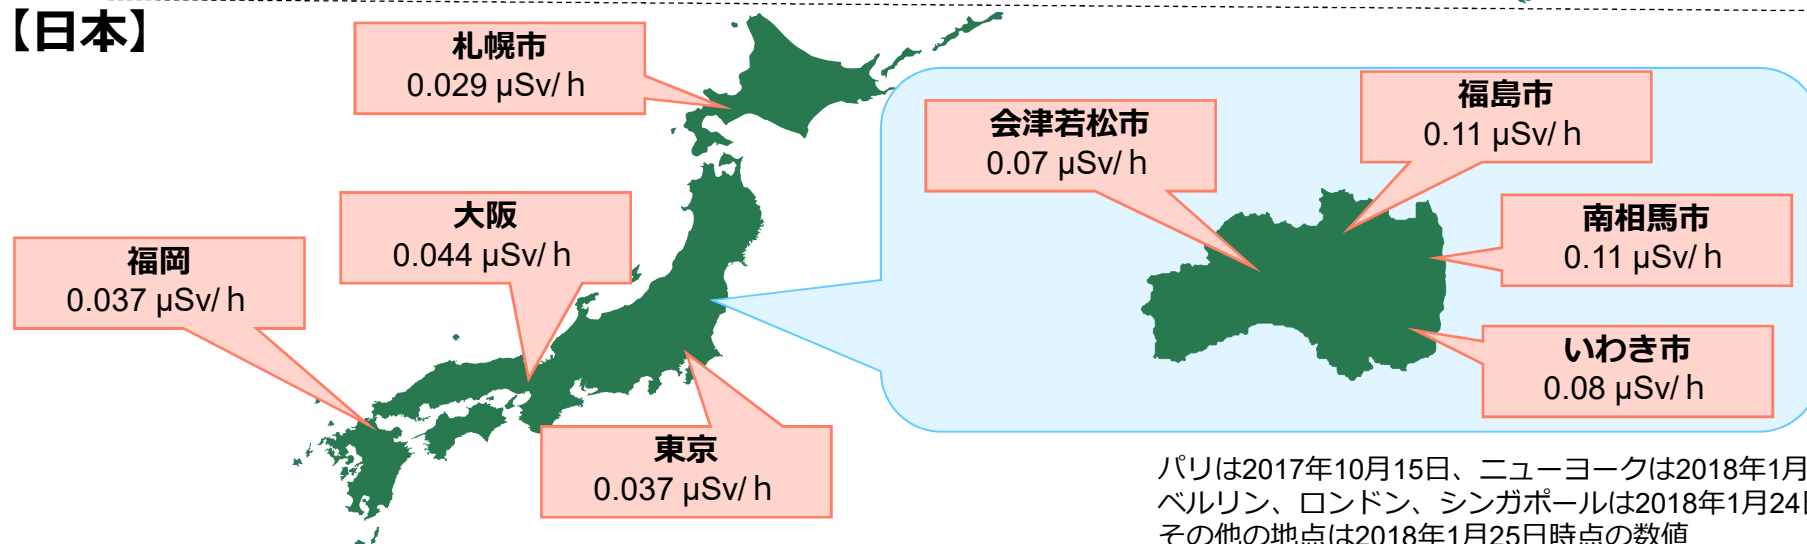 【日本】
札幌市
0.029 μSv/ｈ
大阪
0.044 μSv/ｈ
福岡
0.037 μSv/ｈ
東京
0.037 μSv/ｈ
会津若松市
0.07 μSv/ｈ
福島市
0.11 μSv/ｈ
南相馬市
0.11 μSv/ｈ
いわき市
0.08 μSv/ｈ
パリは2017年10月15日、ニューヨークは2018年1月
ベルリン、ロンドン、シンガポールは2018年1月24日
その他の地点は2018年1月25日時点の数値